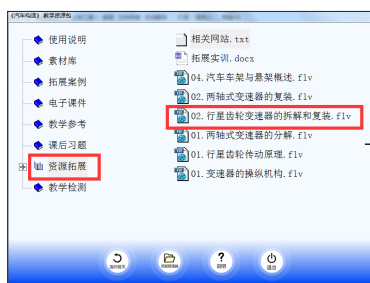 《汽车构造》教学资源包
使用说明
素材库
拓展案例
电子课件
教学参考
课后习题
资源拓展
教学检测
相关网站.txt
拓展实训.docx
04.汽车车架与悬架概述.flv
02.两轴式变速器的复装.flv
02.行星齿轮变速器的拆解和复装.flv
01.两轴式变速器的分解.flv
01.行星齿轮传动原理.flv
01.变速器的操纵机构.flv
说明
退出